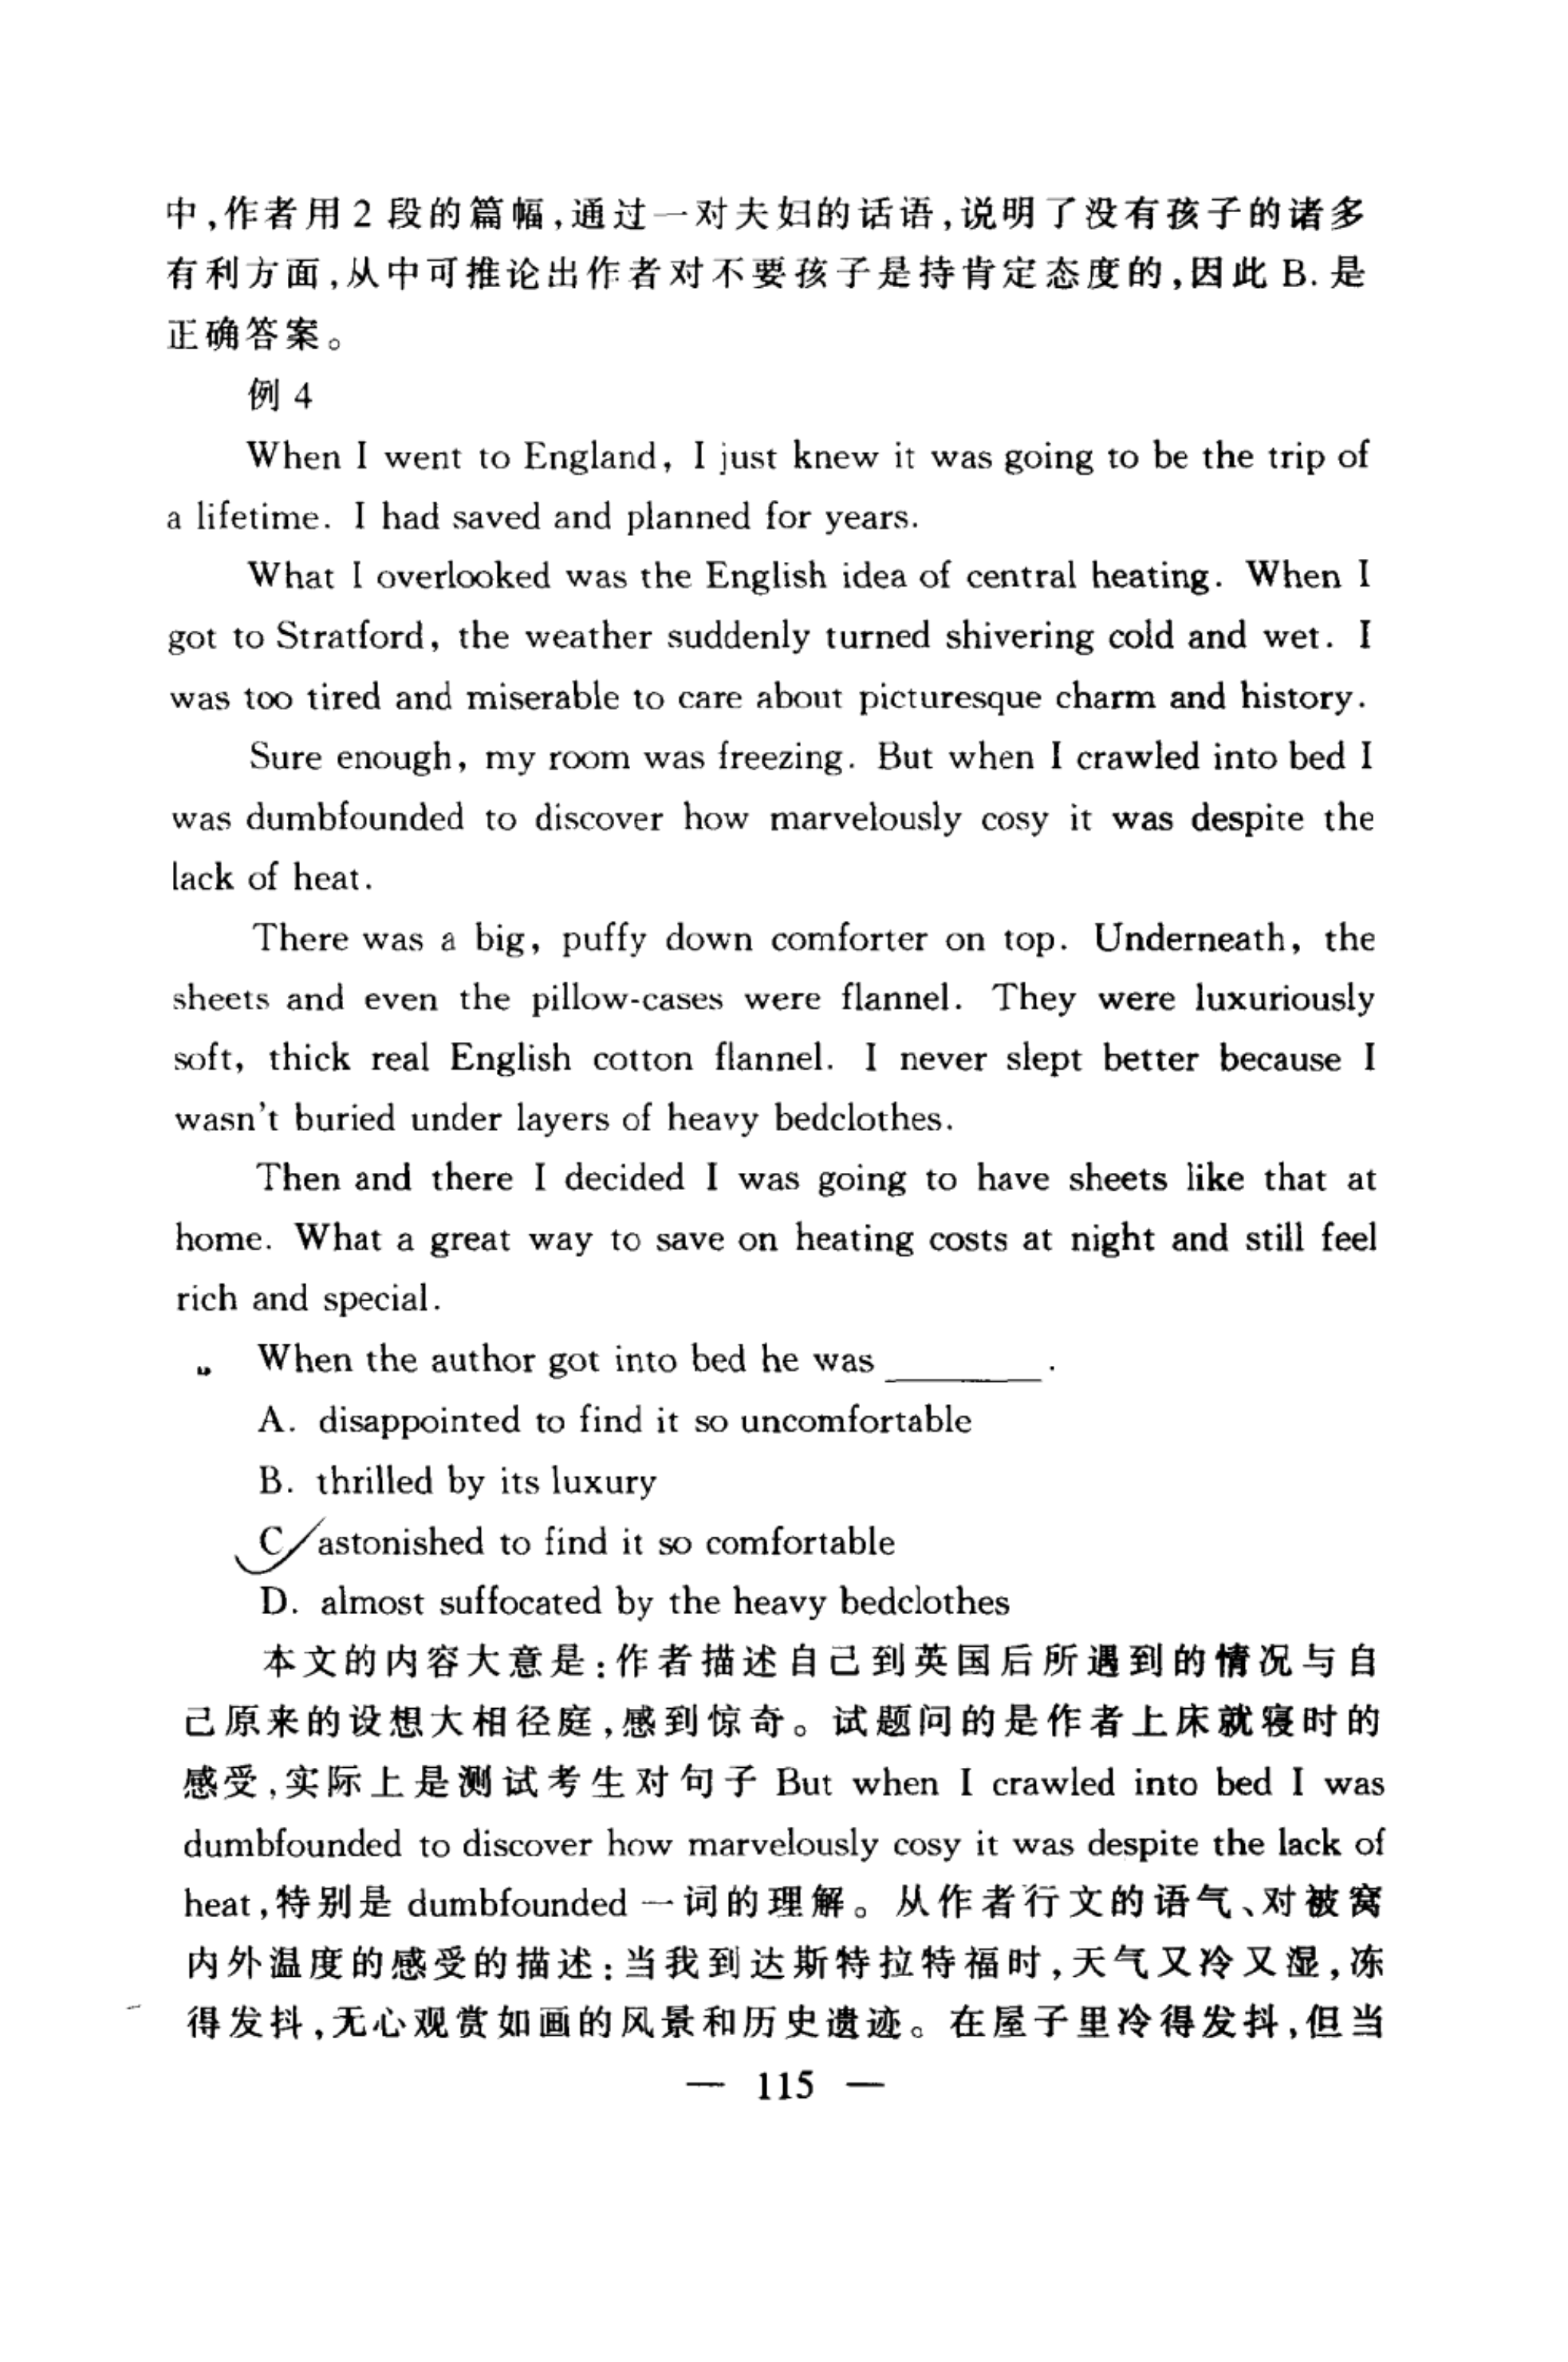 中,作者用 2 段的篇幅,通过一对夫妇的话语,说明了没有孩子的诸多
有利方面,从中可推论出作者对不要孩子是持肯定态度的,因此 B. 是
正确答案。
例 4
When I went to England, I just knew it was going to be the trip of
a lifetime. I had saved and planned for years.
What I overlooked was the English idea of central heating. When I
got to Stratford, the weather suddenly turned shivering cold and wet. I
was too tired and miserable to care about picturesque charm and history.
Sure enough, my room was freezing. But when I crawled into bed I
was dumbfounded to discover how marvelously cosy it was despite the
lack of heat.
There was a big, puffy down comforter on top. Underneath, the
sheets and even the pillow-cases were flannel. They were luxuriously
soft, thick real English cotton flannel. I never slept better because I
wasn't buried under layers of heavy bedclothes.
Then and there I decided I was going to have sheets like that at
home. What a great way to save on heating costs at night and still feel
rich and special.
When the author got into bed he was ________.
A. disappointed to find it so uncomfortable
B. thrilled by its luxury
C astonished to find it so comfortable
D. almost suffocated by the heavy bedclothes
本文的内容大意是:作者描述自己到英国后所遇到的情况与自
己原来的设想大相径庭,感到惊奇。试题问的是作者上床就寝时的
感受,实际上是测试考生对句子 But when I crawled into bed I was
dumbfounded to discover how marvelously cosy it was despite the lack of
heat,特别是 dumbfounded 一词的理解。从作者行文的语气、对被窝
内外温度的感受的描述:当我到达斯特拉特福时,天气又冷又湿,冻
得发抖,无心观赏如画的风景和历史遗迹。在屋子里冷得发抖,但当
— 115 —